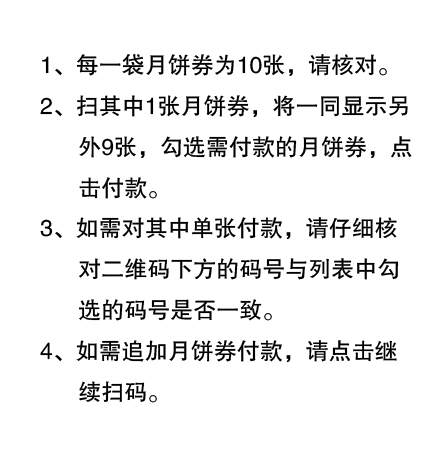 1、每一袋月饼券为10张，请核对。
2、扫其中1张月饼券，将一同显示另
外9张，勾选需付款的月饼券，点
击付款。
3、如需对其中单张付款，请仔细核
对二维码下方的码号与列表中勾
选的码号是否一致。
4、如需追加月饼券付款，请点击继
续扫码。